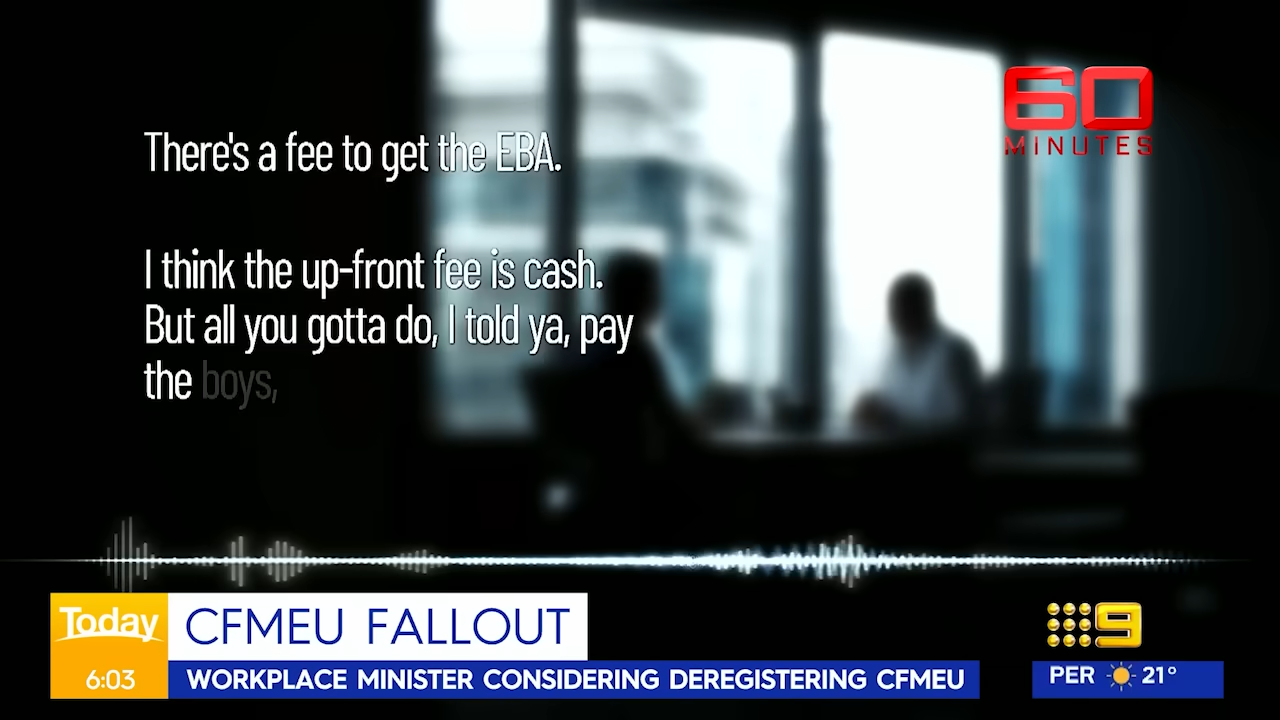 There's a fee to get the EBA.
I think the up-front fee is cash.
But all you gotta do, I told ya, pay
the boys,
60
MINUTES
Today
6:03
CFMEU FALLOUT
WORKPLACE MINISTER CONSIDERING DEREGISTERING CFMEU
9
PER 21°